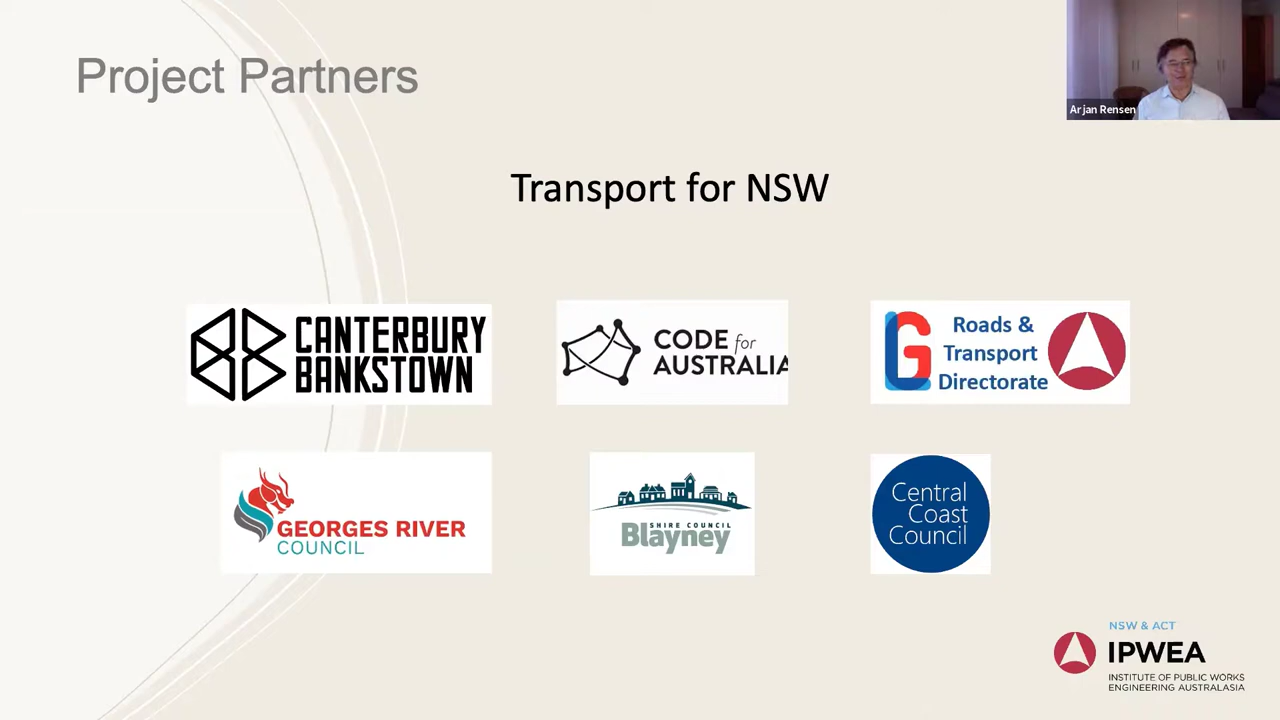 Project Partners
Arjan Rensen
Transport for NSW
CANTERBURY
BANKSTOWN
CODE for
AUSTRALIA
LG
Roads &
Transport
Directorate
GEORGES RIVER
COUNCIL
SHIRE COUNCIL
Blayney
Central
Coast
Council
NSW & ACT
IPWEA
INSTITUTE OF PUBLIC WORKS
ENGINEERING AUSTRALASIA